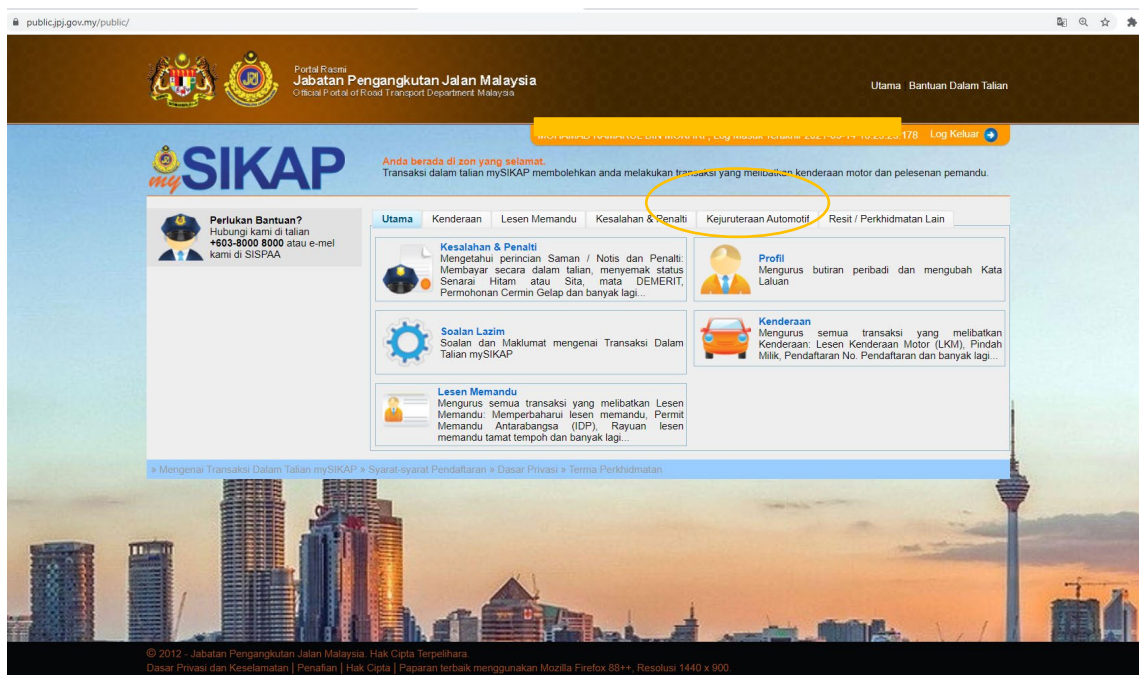 public.jpj.gov.my/public/
Portal Rasmi
Jabatan Pengangkutan Jalan Malaysia
Official Portal of Road Transport Department Malaysia
Utama Bantuan Dalam Talian
178 Log Keluar
mySIKAP
Anda berada di zon yang selamat.
Transaksi dalam talian mySIKAP membolehkan anda melakukan transaksi yang melibatkan kenderaan motor dan pelesenan pemandu.
Perlukan Bantuan?
Hubungi kami di talian
+603-8000 8000 atau e-mel
kami di SISPAA
Utama Kenderaan Lesen Memandu Kesalahan & Penalti Kejuruteraan Automotif Resit / Perkhidmatan Lain
Kesalahan & Penalti
Mengetahui perincian Saman / Notis dan Penalti:
Membayar secara dalam talian, menyemak status
Senarai Hitam atau Sita, mata DEMERIT,
Permohonan Cermin Gelap dan banyak lagi...
Profil
Mengurus butiran peribadi dan mengubah Kata
Laluan
Soalan Lazim
Soalan dan Maklumat mengenai Transaksi Dalam
Talian mySIKAP
Kenderaan
Mengurus semua transaksi yang melibatkan
Kenderaan: Lesen Kenderaan Motor (LKM), Pindah
Milik, Pendaftaran No. Pendaftaran dan banyak lagi...
Lesen Memandu
Mengurus semua transaksi yang melibatkan Lesen
Memandu: Memperbaharui lesen memandu, Permit
Memandu Antarabangsa (IDP), Rayuan lesen
memandu tamat tempoh dan banyak lagi...
» Mengenai Transaksi Dalam Talian mySIKAP » Syarat-syarat Pendaftaran » Dasar Privasi » Terma Perkhidmatan
© 2012 - Jabatan Pengangkutan Jalan Malaysia. Hak Cipta Terpelihara.
Dasar Privasi dan Keselamatan | Penafian | Hak Cipta | Paparan terbaik menggunakan Mozilla Firefox 88++, Resolusi 1440 x 900.